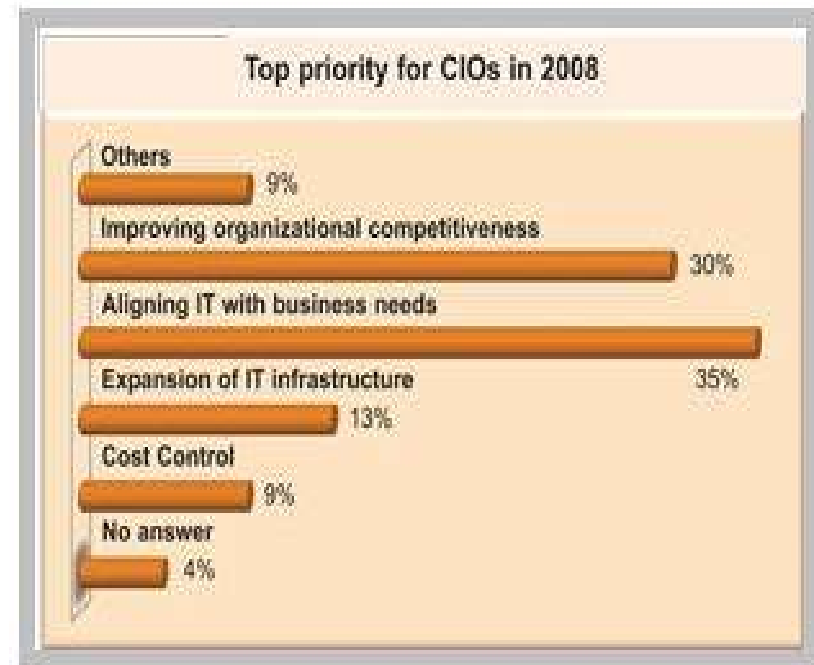 Top priority for CIOs in 2008
Others
9%
Improving organizational competitiveness
30%
Aligning IT with business needs
35%
Expansion of IT infrastructure
13%
Cost Control
9%
No answer
4%